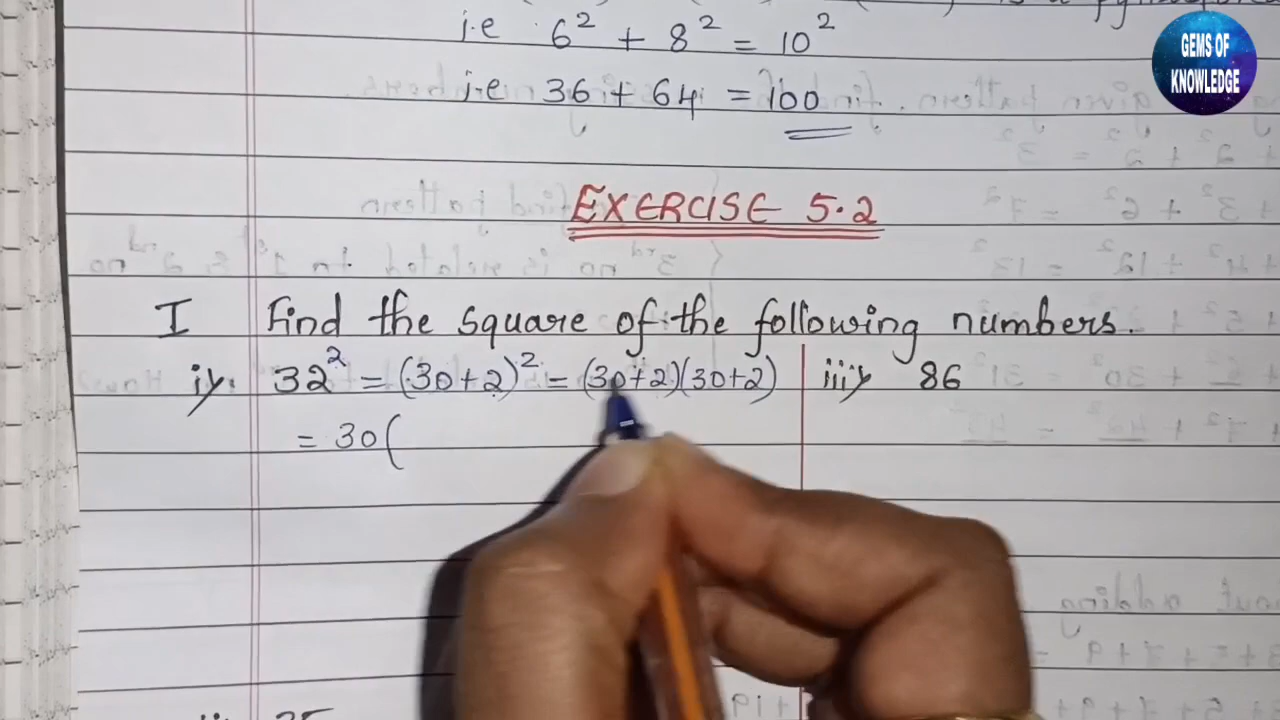 i.e 6² + 8² = 10²
i.e 36 + 64 = 100
GEMS OF
KNOWLEDGE
EXERCISE 5.2
I Find the square of the following numbers.
i) 32² = (30+2)² = (30+2)(30+2)
= 30(
iii) 86